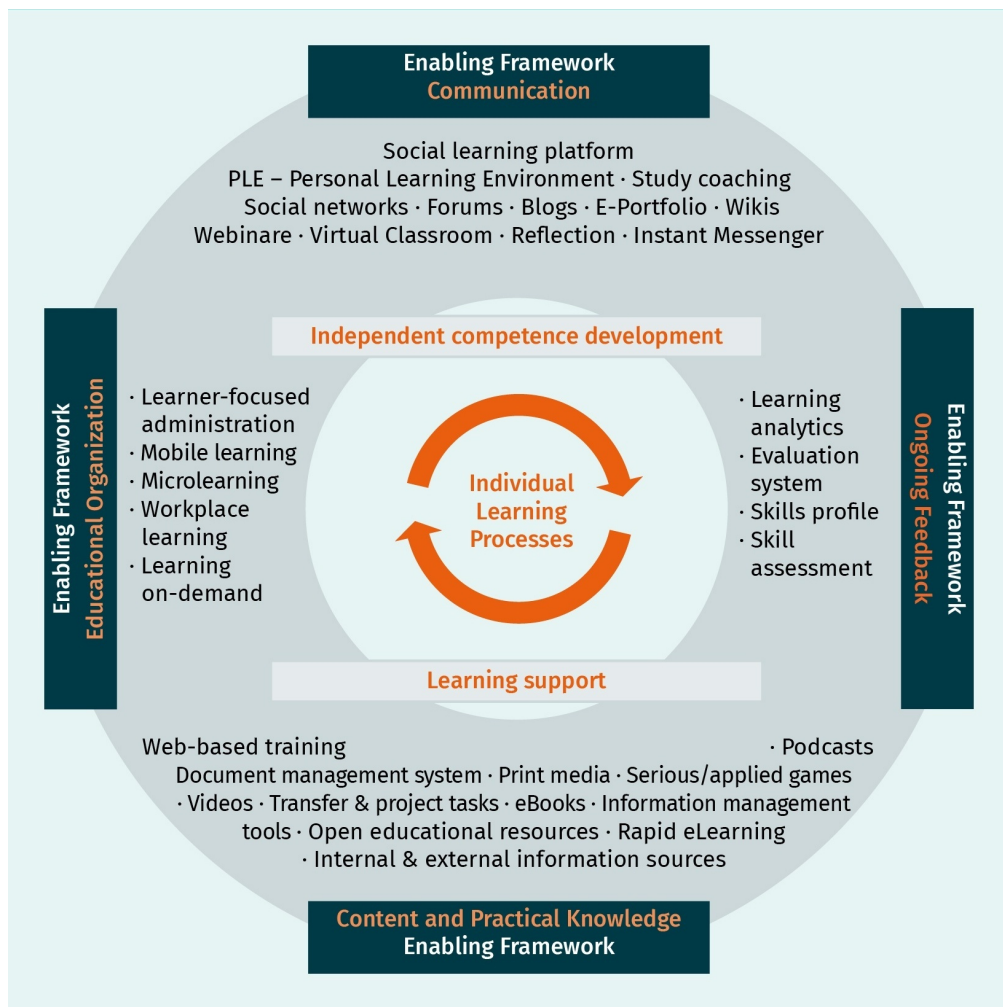 Enabling Framework
Communication
Social learning platform
PLE – Personal Learning Environment · Study coaching
Social networks · Forums · Blogs · E-Portfolio · Wikis
Webinare · Virtual Classroom · Reflection · Instant Messenger
Independent competence development
Enabling Framework
Educational Organization
· Learner-focused
administration
· Mobile learning
· Microlearning
· Workplace
learning
· Learning
on-demand
Individual
Learning
Processes
· Learning
analytics
· Evaluation
system
· Skills profile
· Skill
assessment
Enabling Framework
Ongoing Feedback
Learning support
Web-based training · Podcasts
Document management system · Print media · Serious/applied games
· Videos · Transfer & project tasks · eBooks · Information management
tools · Open educational resources · Rapid eLearning
· Internal & external information sources
Content and Practical Knowledge
Enabling Framework